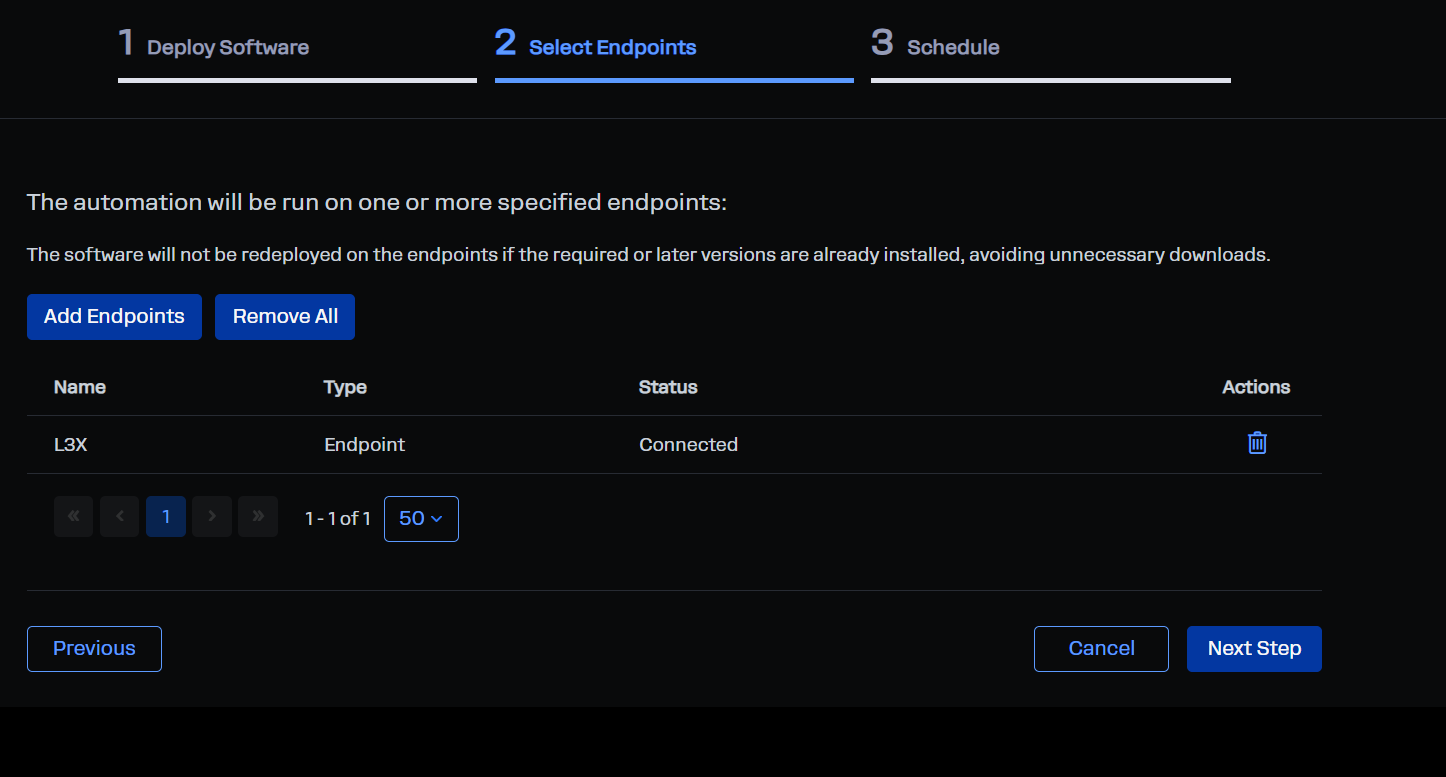 1 Deploy Software
2 Select Endpoints
3 Schedule
The automation will be run on one or more specified endpoints:
The software will not be redeployed on the endpoints if the required or later versions are already installed, avoiding unnecessary downloads.
Add Endpoints Remove All
Name Type Status Actions
L3X Endpoint Connected
« ‹ 1 › » 1 - 1 of 1 50
Previous Cancel Next Step